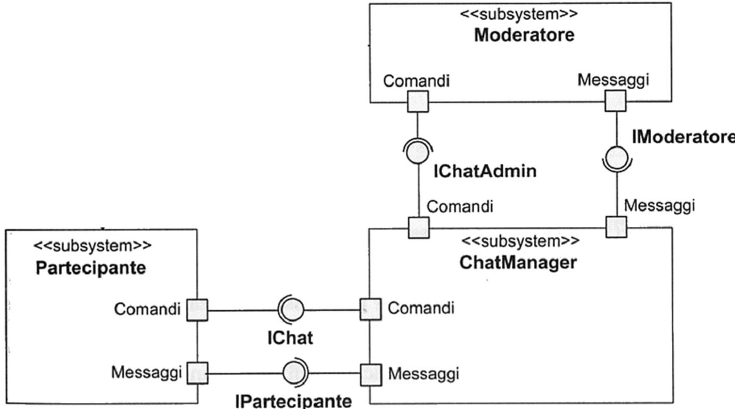 <<subsystem>>
Moderatore
Comandi
Messaggi
IModeratore
IChatAdmin
Comandi
Messaggi
<<subsystem>>
Partecipante
<<subsystem>>
ChatManager
Comandi
Comandi
IChat
Messaggi
Messaggi
IPartecipante